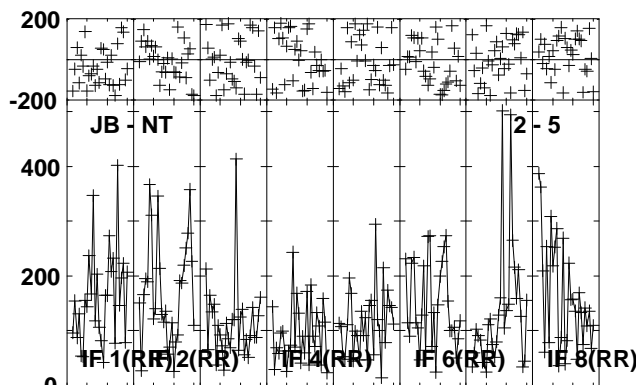 200
-200
JB - NT 2 - 5
400
200
0
IF 1(RR) IF 2(RR) IF 4(RR) IF 6(RR) IF 8(RR)